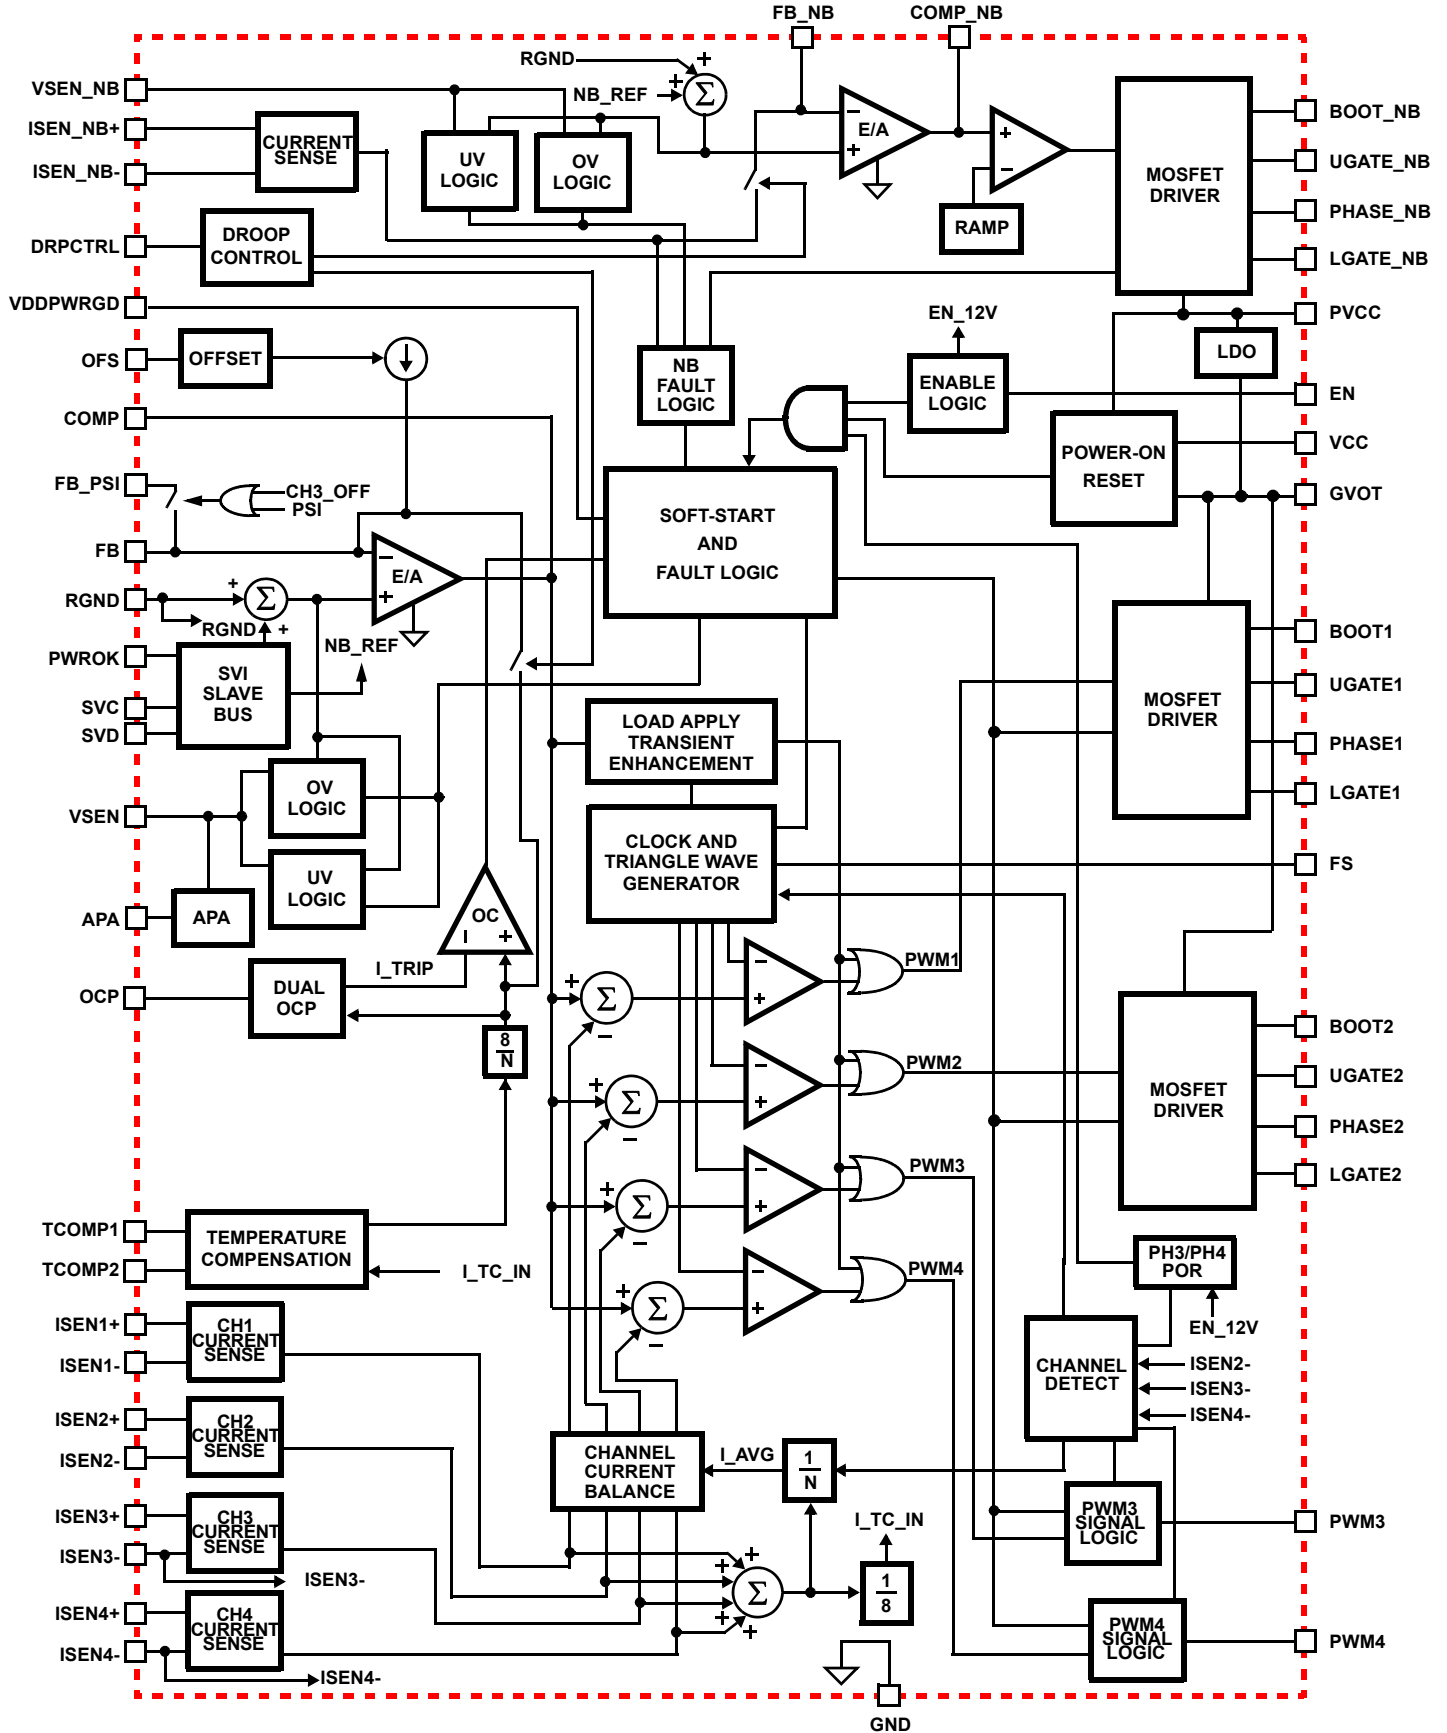 FB_NB
COMP_NB
RGND
+
VSEN_NB
NB_REF
+
Σ
ISEN_NB+
CURRENT
SENSE
ISEN_NB-
UV
LOGIC
OV
LOGIC
−
E/A
+
+
−
RAMP
MOSFET
DRIVER
BOOT_NB
UGATE_NB
PHASE_NB
LGATE_NB
DRPCTRL
DROOP
CONTROL
VDDPWRGD
EN_12V
PVCC
LDO
OFS
OFFSET
NB
FAULT
LOGIC
ENABLE
LOGIC
EN
COMP
POWER-ON
RESET
VCC
GVOT
FB_PSI
CH3_OFF
PSI
SOFT-START
AND
FAULT LOGIC
FB
−
E/A
+
RGND
+
Σ
RGND
+
NB_REF
PWROK
SVI
SLAVE
BUS
SVC
SVD
MOSFET
DRIVER
BOOT1
UGATE1
PHASE1
LGATE1
LOAD APPLY
TRANSIENT
ENHANCEMENT
OV
LOGIC
VSEN
CLOCK AND
TRIANGLE WAVE
GENERATOR
FS
UV
LOGIC
APA
APA
OC
−
+
I_TRIP
OCP
DUAL
OCP
8
N
+
Σ
−
−
+
PWM1
+
Σ
−
−
+
PWM2
MOSFET
DRIVER
BOOT2
UGATE2
PHASE2
LGATE2
+
Σ
−
−
+
PWM3
TCOMP1
TEMPERATURE
COMPENSATION
TCOMP2
I_TC_IN
+
Σ
−
−
+
PWM4
PH3/PH4
POR
EN_12V
ISEN1+
CH1
CURRENT
SENSE
ISEN1-
CHANNEL
DETECT
ISEN2-
ISEN3-
ISEN4-
ISEN2+
CH2
CURRENT
SENSE
ISEN2-
CHANNEL
CURRENT
BALANCE
I_AVG
1
N
ISEN3+
CH3
CURRENT
SENSE
ISEN3-
ISEN3-
I_TC_IN
PWM3
SIGNAL
LOGIC
PWM3
+
+
+
+
Σ
1
8
ISEN4+
CH4
CURRENT
SENSE
ISEN4-
ISEN4-
PWM4
SIGNAL
LOGIC
PWM4
GND